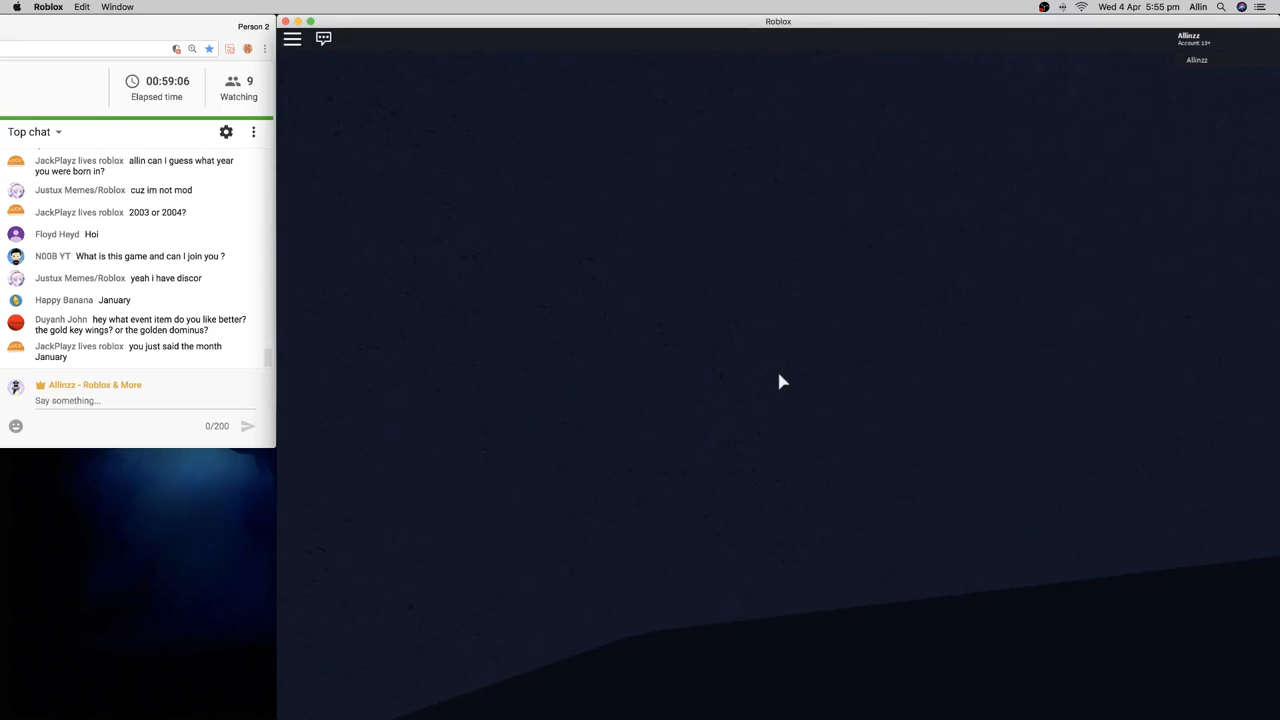 Roblox Edit Window
Wed 4 Apr 5:55 pm Allin
Person 2
Roblox
Allinzz
Account: 13+
Allinzz
00:59:06
Elapsed time
9
Watching
Top chat
JackPlayz lives roblox allin can I guess what year
you were born in?
Justux Memes/Roblox cuz im not mod
JackPlayz lives roblox 2003 or 2004?
Floyd Heyd Hoi
N00B YT What is this game and can I join you ?
Justux Memes/Roblox yeah i have discor
Happy Banana January
Duyanh John hey what event item do you like better?
the gold key wings? or the golden dominus?
JackPlayz lives roblox you just said the month
January
Allinzz - Roblox & More
Say something...
0/200